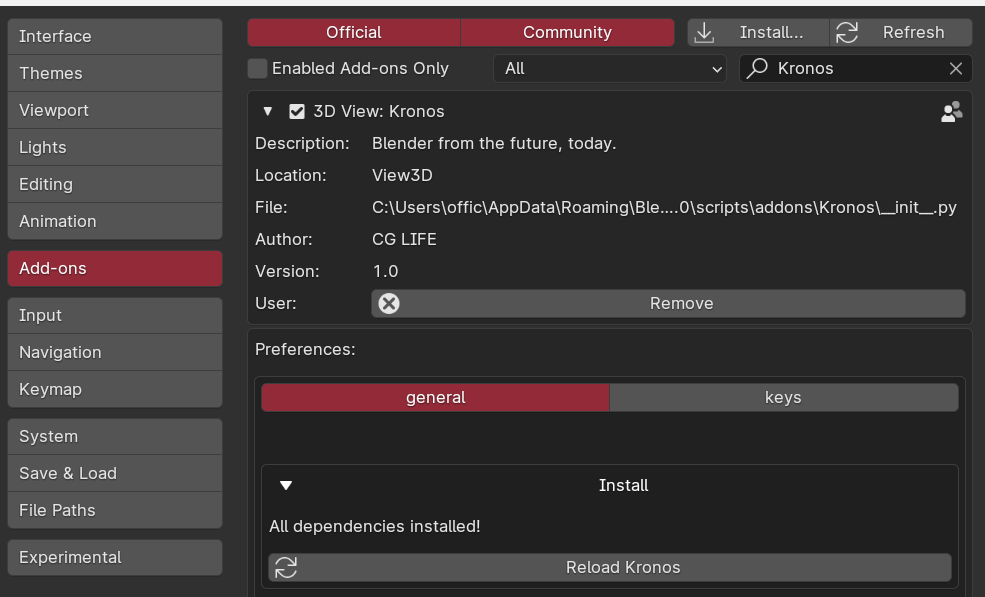 Interface
Themes
Viewport
Lights
Editing
Animation
Add-ons
Input
Navigation
Keymap
System
Save & Load
File Paths
Experimental
Official Community Install... Refresh
Enabled Add-ons Only All Kronos
3D View: Kronos
Description: Blender from the future, today.
Location: View3D
File: C:\Users\offic\AppData\Roaming\Ble....0\scripts\addons\Kronos\__init__.py
Author: CG LIFE
Version: 1.0
User: Remove
Preferences:
general keys
Install
All dependencies installed!
Reload Kronos